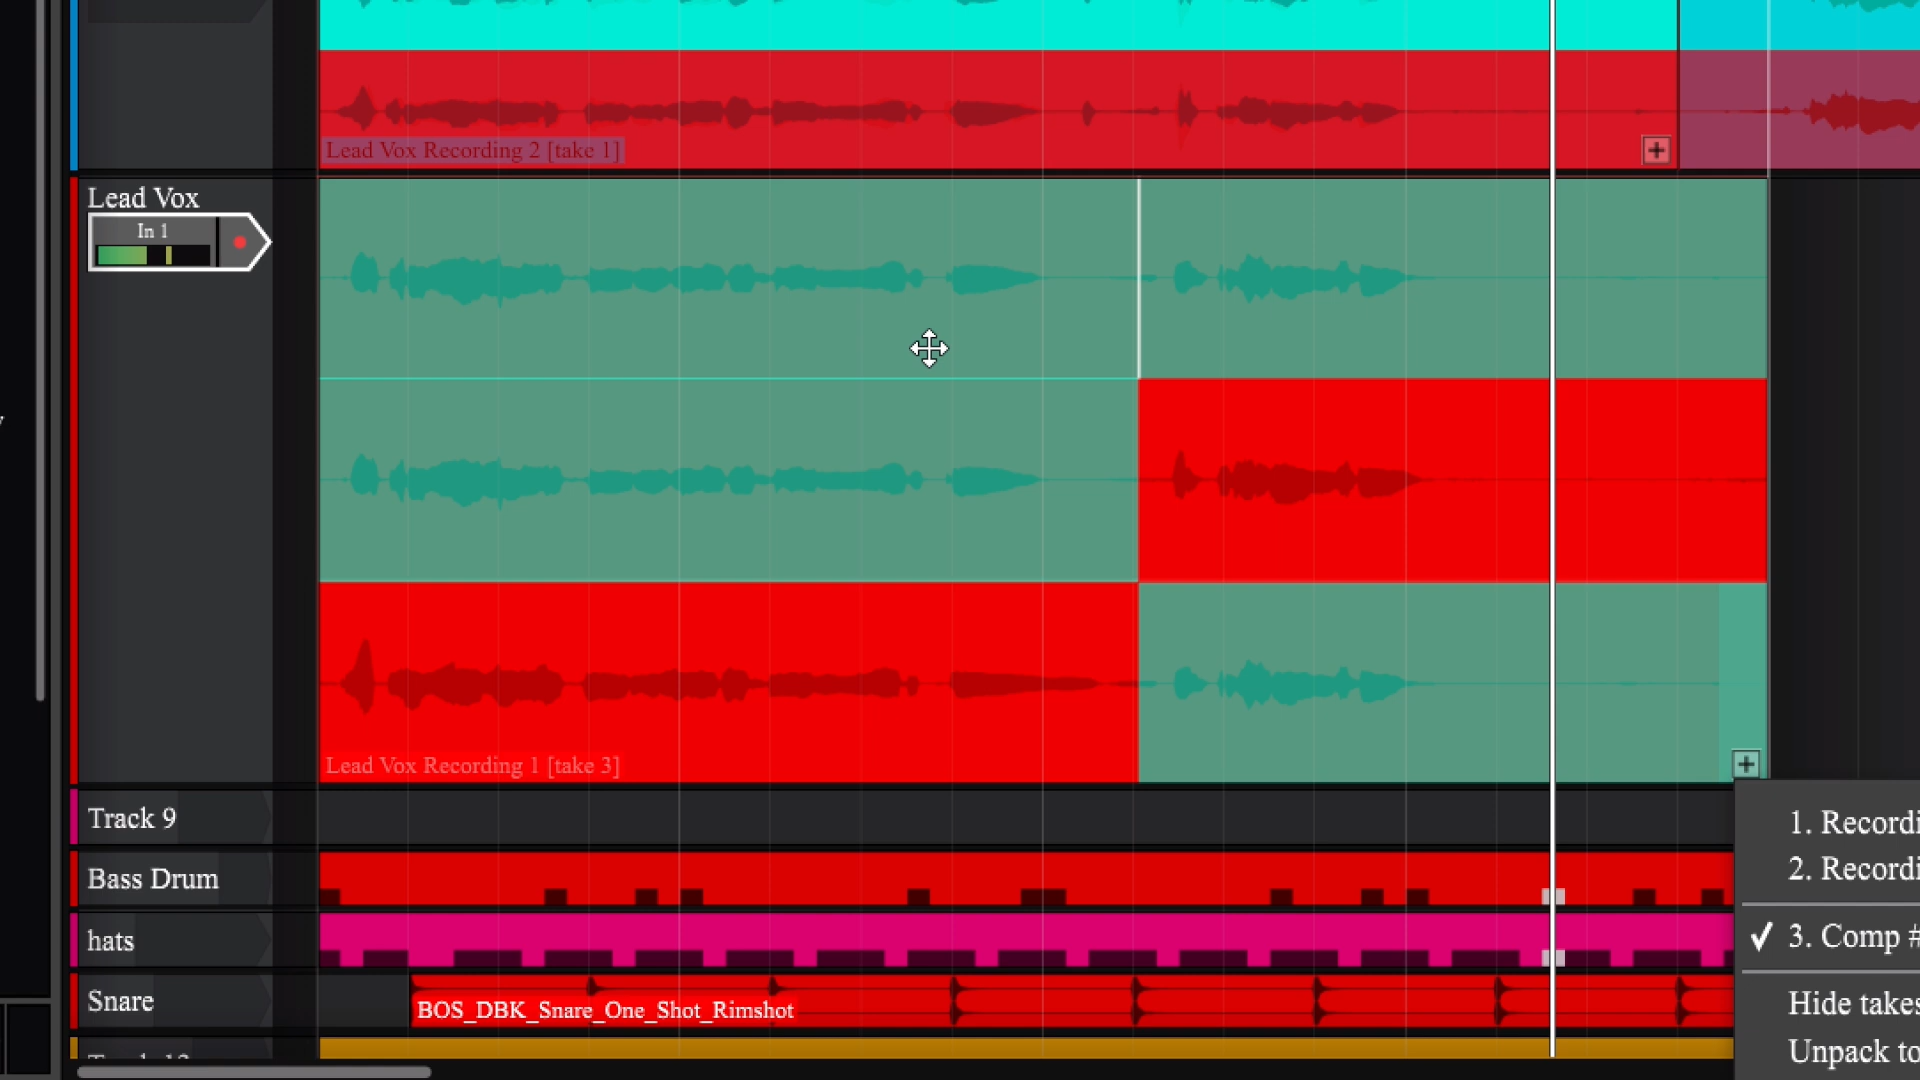 Lead Vox Recording 2 [take 1]
Lead Vox
In 1
Lead Vox Recording 1 [take 3]
Track 9
1. Recordi
2. Recordi
Bass Drum
3. Comp #
hats
Snare
BOS_DBK_Snare_One_Shot_Rimshot
Hide takes
Unpack to